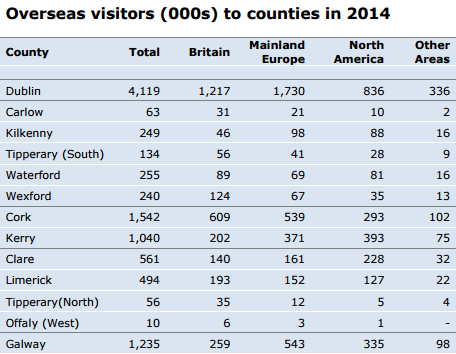 Overseas visitors (000s) to counties in 2014
County Total Britain Mainland Europe North America Other Areas
Dublin 4,119 1,217 1,730 836 336
Carlow 63 31 21 10 2
Kilkenny 249 46 98 88 16
Tipperary (South) 134 56 41 28 9
Waterford 255 89 69 81 16
Wexford 240 124 67 35 13
Cork 1,542 609 539 293 102
Kerry 1,040 202 371 393 75
Clare 561 140 161 228 32
Limerick 494 193 152 127 22
Tipperary(North) 56 35 12 5 4
Offaly (West) 10 6 3 1 -
Galway 1,235 259 543 335 98